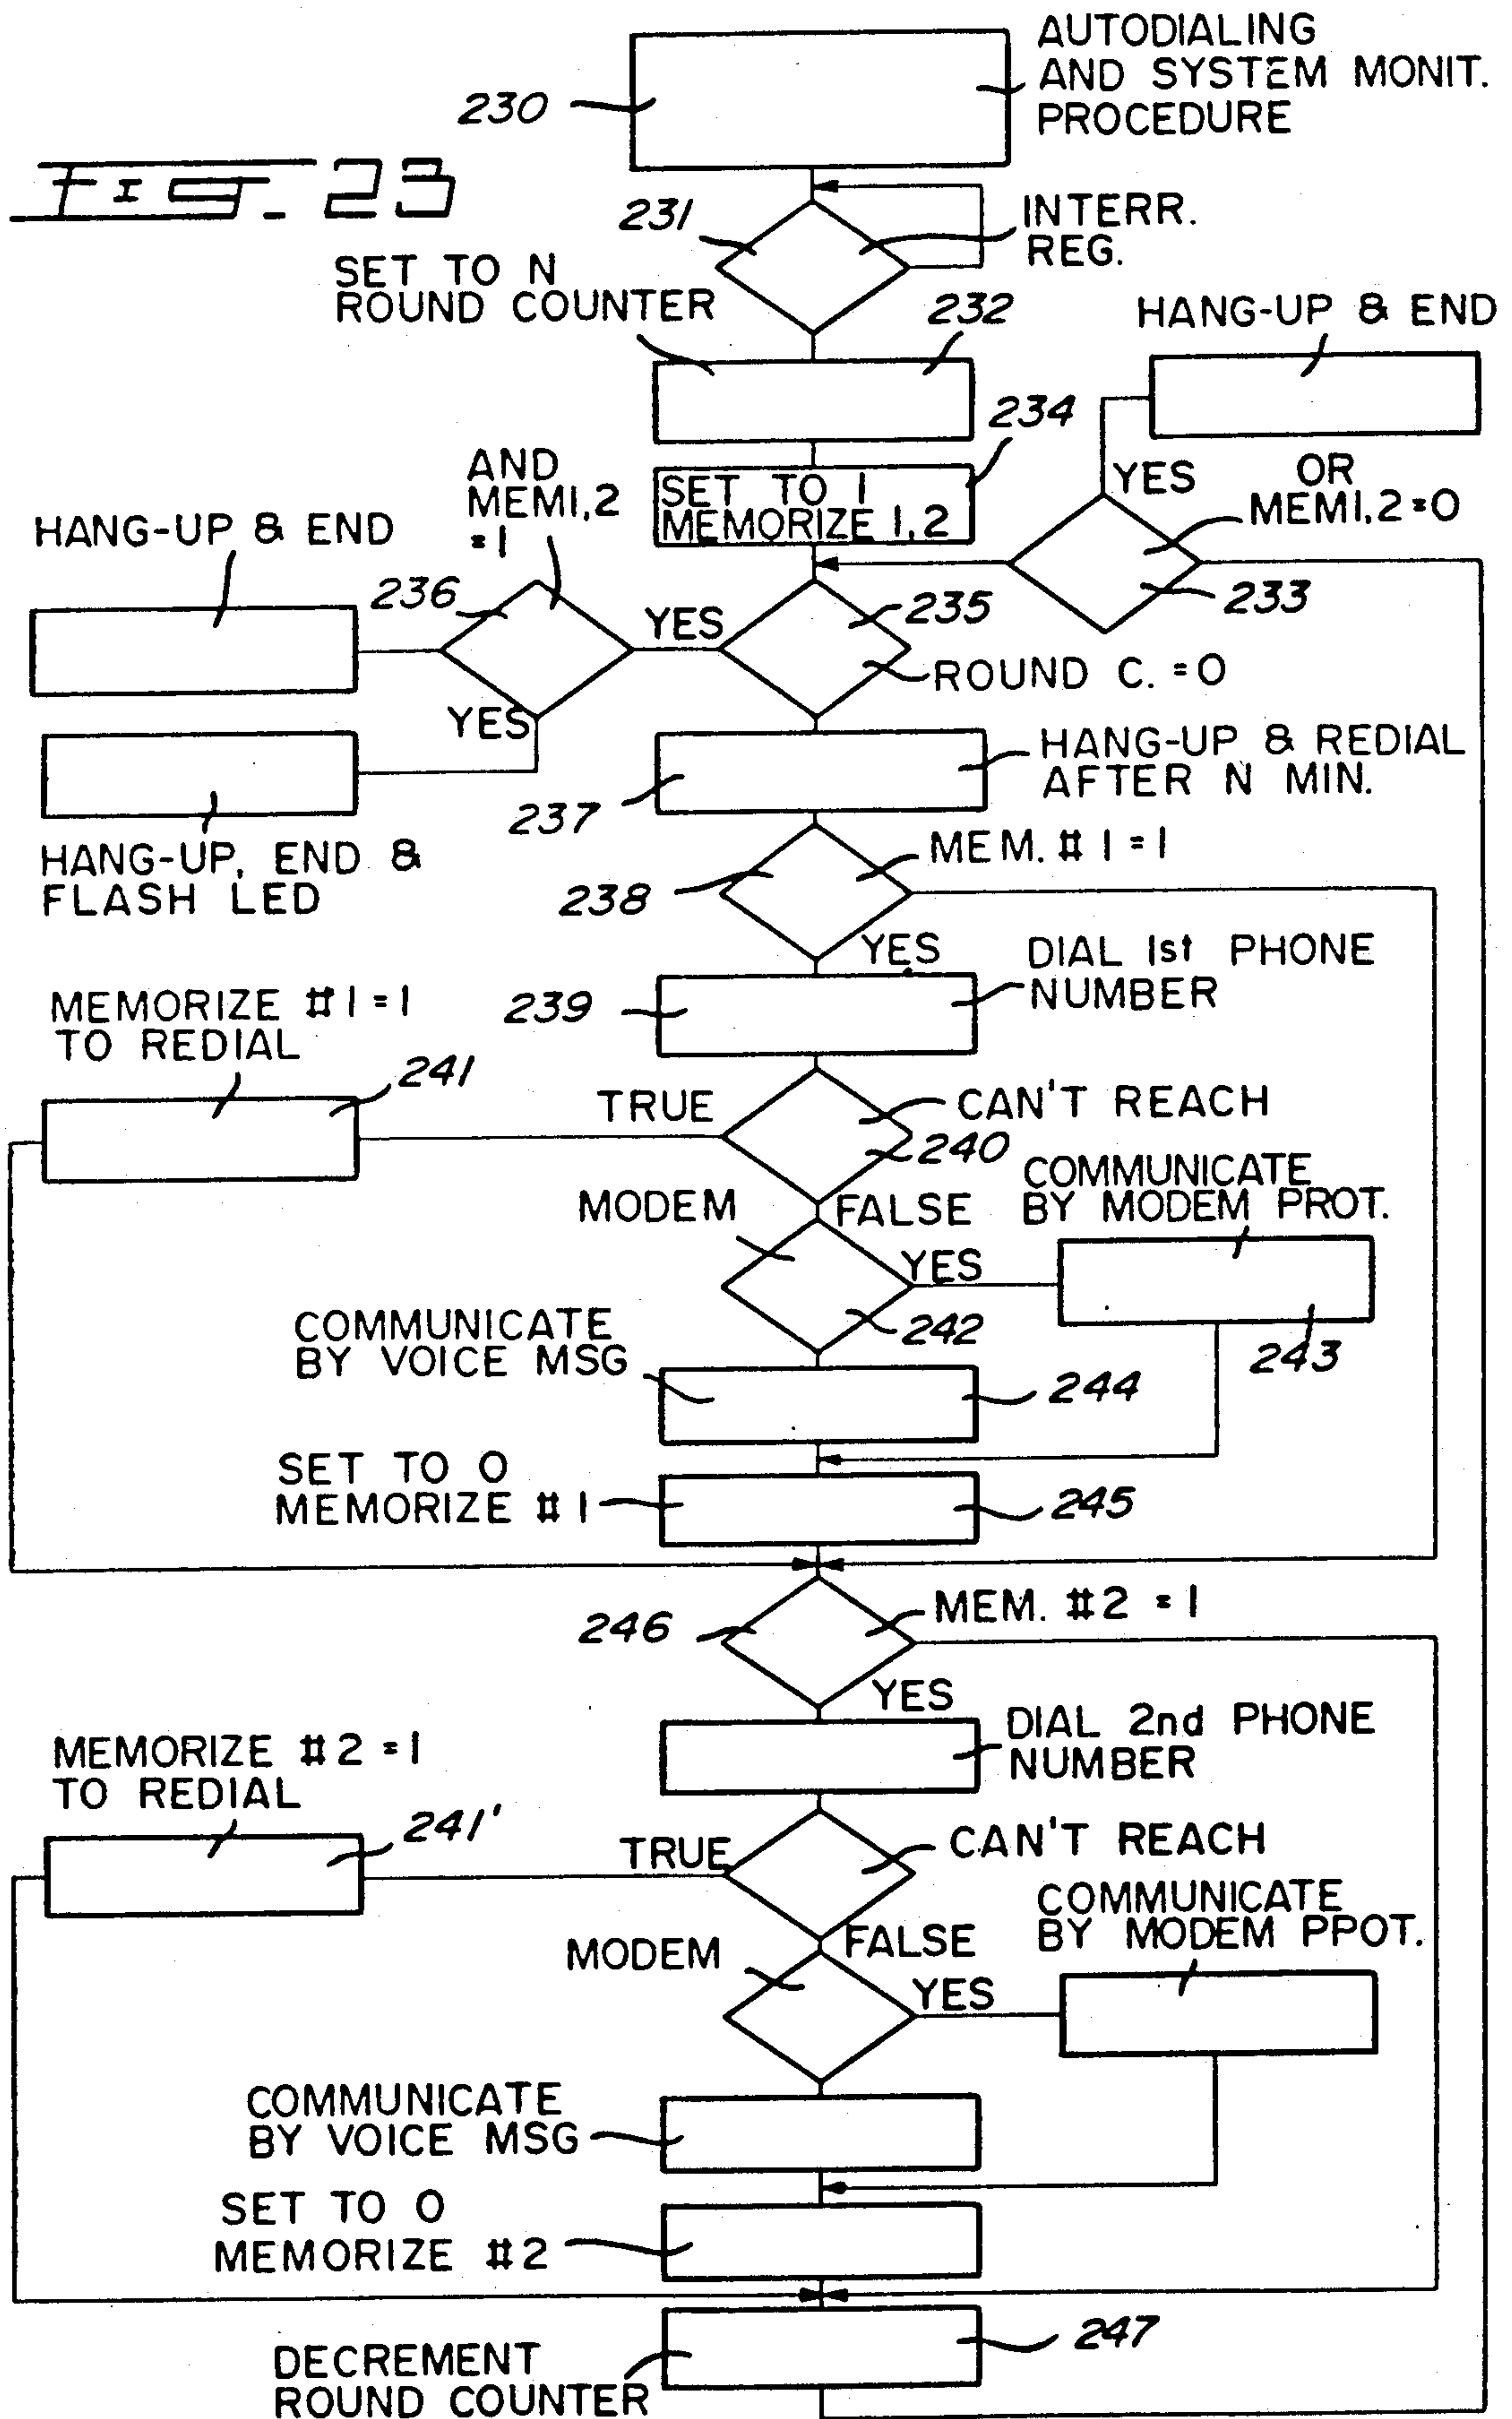 AUTODIALING
AND SYSTEM MONIT.
PROCEDURE
230
FIG. 23
231
INTERR.
REG.
SET TO N
ROUND COUNTER
232
HANG-UP & END
234
AND
MEM1,2
=1
SET TO 1
MEMORIZE 1,2
YES
OR
MEM1,2=0
HANG-UP & END
236
YES
235
233
ROUND C. =0
YES
HANG-UP & REDIAL
AFTER N MIN.
237
HANG-UP, END &
FLASH LED
MEM. #1=1
238
YES
DIAL 1st PHONE
NUMBER
MEMORIZE #1=1
TO REDIAL
239
241
TRUE
CAN'T REACH
240
COMMUNICATE
BY MODEM PROT.
MODEM
FALSE
YES
242
243
COMMUNICATE
BY VOICE MSG
244
SET TO 0
MEMORIZE #1
245
246
MEM. #2 =1
YES
DIAL 2nd PHONE
NUMBER
MEMORIZE #2=1
TO REDIAL
241'
TRUE
CAN'T REACH
COMMUNICATE
BY MODEM PPOT.
MODEM
FALSE
YES
COMMUNICATE
BY VOICE MSG
SET TO 0
MEMORIZE #2
247
DECREMENT
ROUND COUNTER